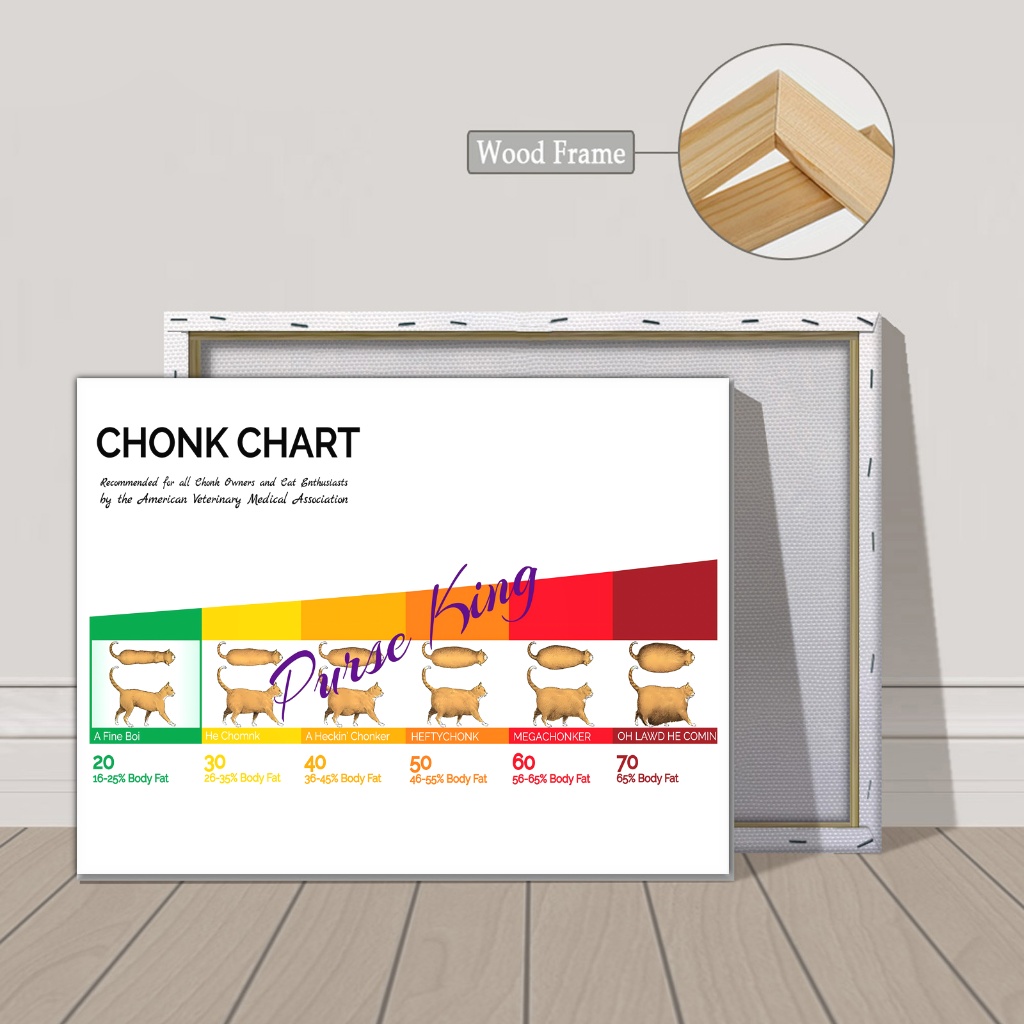 Wood Frame
CHONK CHART
Recommended for all Chonk Owners and Cat Enthusiasts
by the American Veterinary Medical Association
Purse King
A Fine Boi
He Chomnk
A Heckin' Chonker
HEFTYCHONK
MEGACHONKER
OH LAWD HE COMIN
20
30
40
50
60
70
16-25% Body Fat
26-35% Body Fat
36-45% Body Fat
46-55% Body Fat
56-65% Body Fat
65% Body Fat